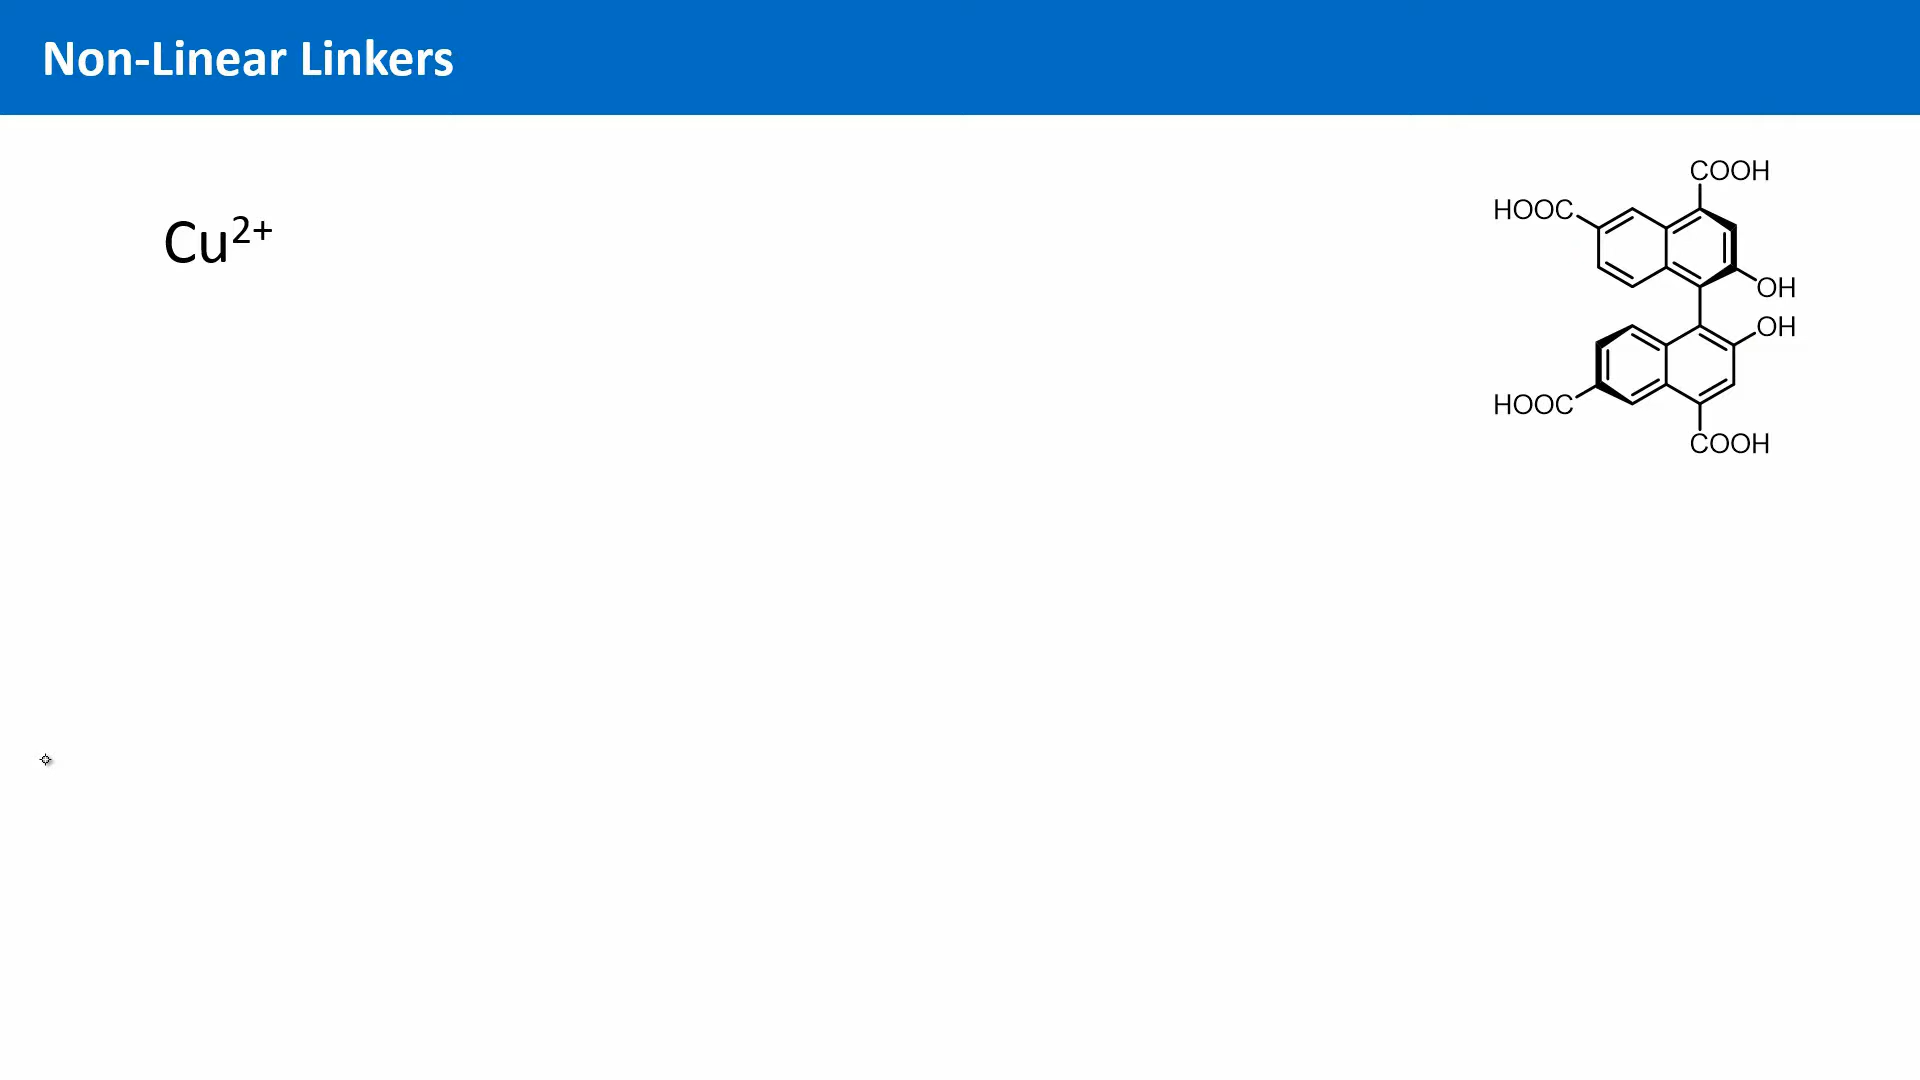 Non-Linear Linkers
Cu²⁺
COOH
HOOC
OH
OH
HOOC
COOH